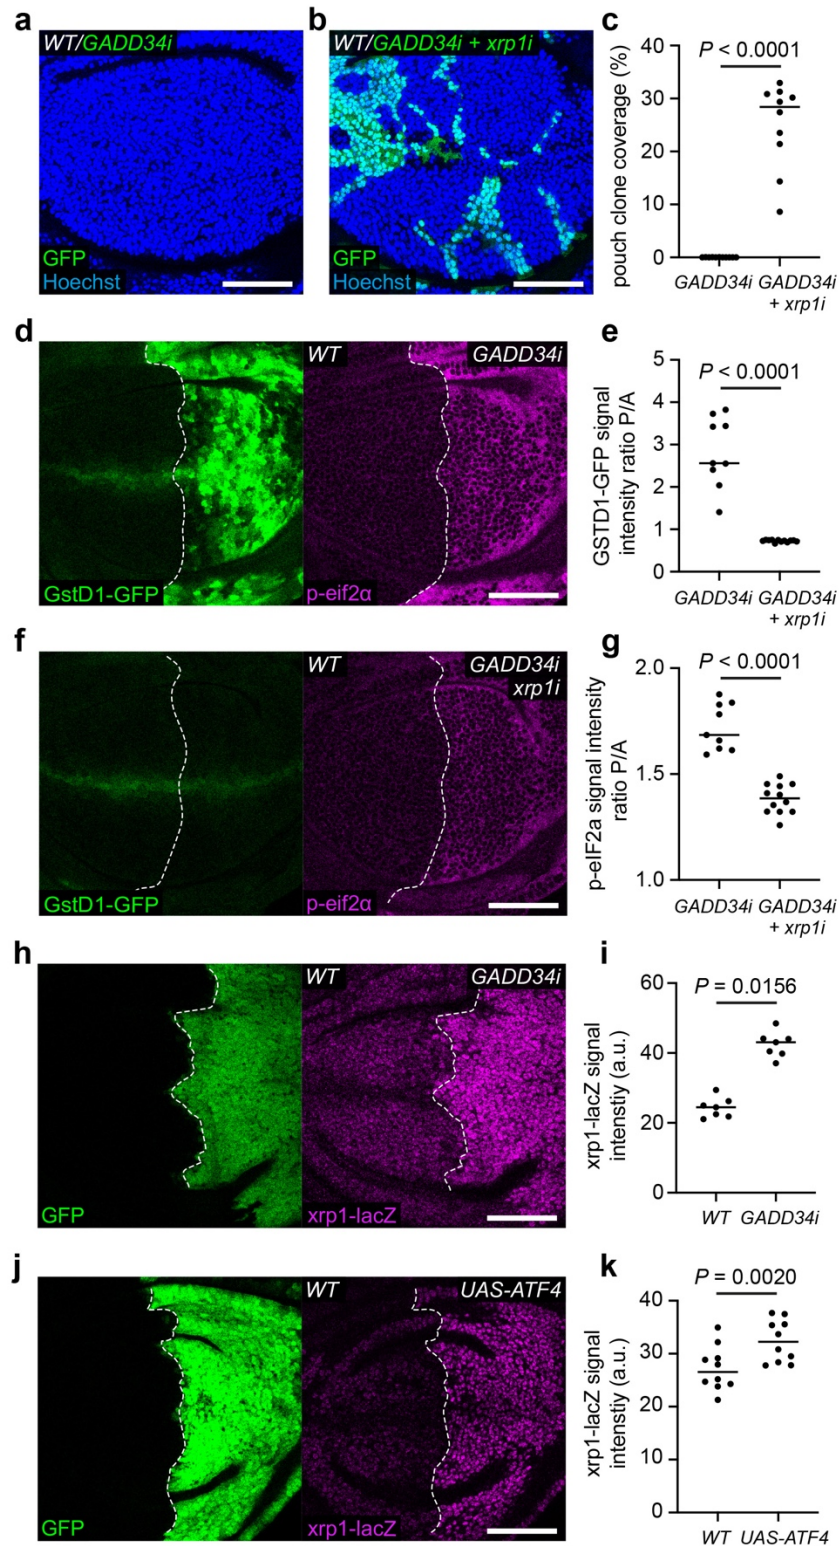 a
WT/GADD34i
GFP
Hoechst
b
WT/GADD34i + xrp1i
GFP
Hoechst
c
pouch clone coverage (%)
40
30
20
10
0
P < 0.0001
GADD34i
GADD34i
+ xrp1i
d
WT
GADD34i
GstD1-GFP
p-eif2α
e
GSTD1-GFP signal
intensity ratio P/A
5
4
3
2
1
0
P < 0.0001
GADD34i
GADD34i
+ xrp1i
f
WT
GADD34i
xrp1i
GstD1-GFP
p-eif2α
g
p-eIF2a signal intensity
ratio P/A
2.0
1.5
1.0
P < 0.0001
GADD34i
GADD34i
+ xrp1i
h
WT
GADD34i
GFP
xrp1-lacZ
i
xrp1-lacZ signal
intenstiy (a.u.)
60
40
20
0
P = 0.0156
WT
GADD34i
j
WT
UAS-ATF4
GFP
xrp1-lacZ
k
xrp1-lacZ signal
intenstiy (a.u.)
40
30
20
10
0
P = 0.0020
WT
UAS-ATF4